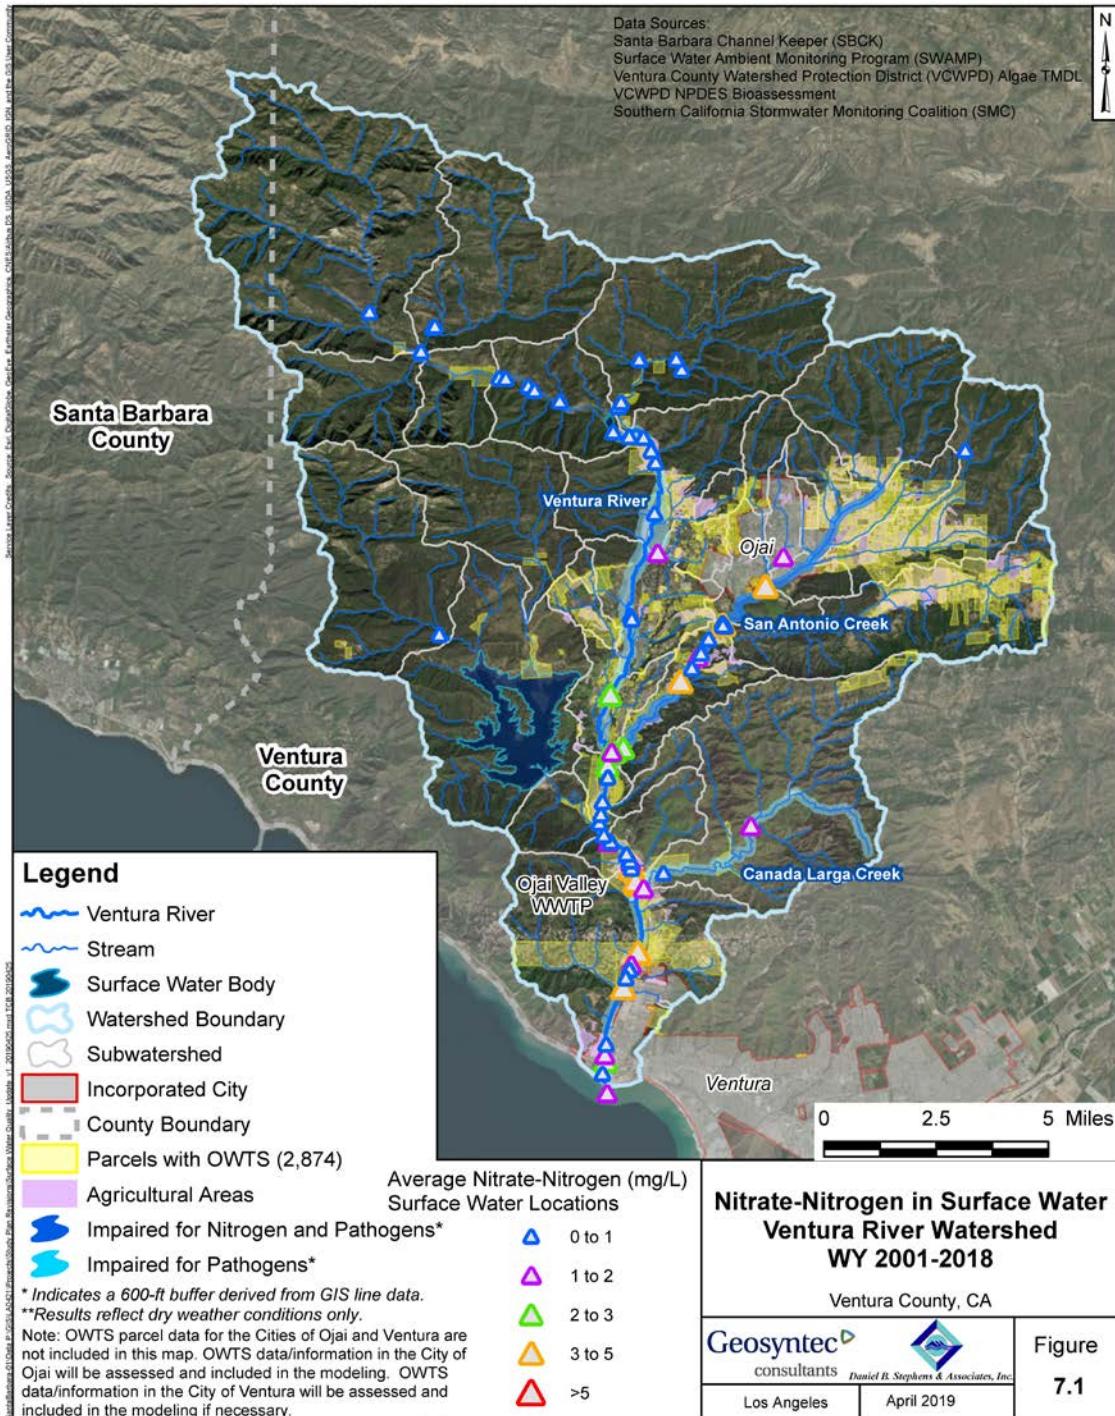 Data Sources:
Santa Barbara Channel Keeper (SBCK)
Surface Water Ambient Monitoring Program (SWAMP)
Ventura County Watershed Protection District (VCWPD) Algae TMDL
VCWPD NPDES Bioassessment
Southern California Stormwater Monitoring Coalition (SMC)
N
Santa Barbara
County
Ventura River
Ojai
San Antonio Creek
Ventura
County
Canada Larga Creek
Ojai Valley
WWTP
Ventura
0 2.5 5 Miles
Legend
Ventura River
Stream
Surface Water Body
Watershed Boundary
Subwatershed
Incorporated City
County Boundary
Parcels with OWTS (2,874)
Agricultural Areas
Impaired for Nitrogen and Pathogens*
Impaired for Pathogens*
* Indicates a 600-ft buffer derived from GIS line data.
**Results reflect dry weather conditions only.
Note: OWTS parcel data for the Cities of Ojai and Ventura are
not included in this map. OWTS data/information in the City of
Ojai will be assessed and included in the modeling. OWTS
data/information in the City of Ventura will be assessed and
included in the modeling if necessary.
Average Nitrate-Nitrogen (mg/L)
Surface Water Locations
0 to 1
1 to 2
2 to 3
3 to 5
>5
Nitrate-Nitrogen in Surface Water
Ventura River Watershed
WY 2001-2018
Ventura County, CA
Geosyntec
consultants
Daniel B. Stephens & Associates, Inc.
Los Angeles
April 2019
Figure
7.1